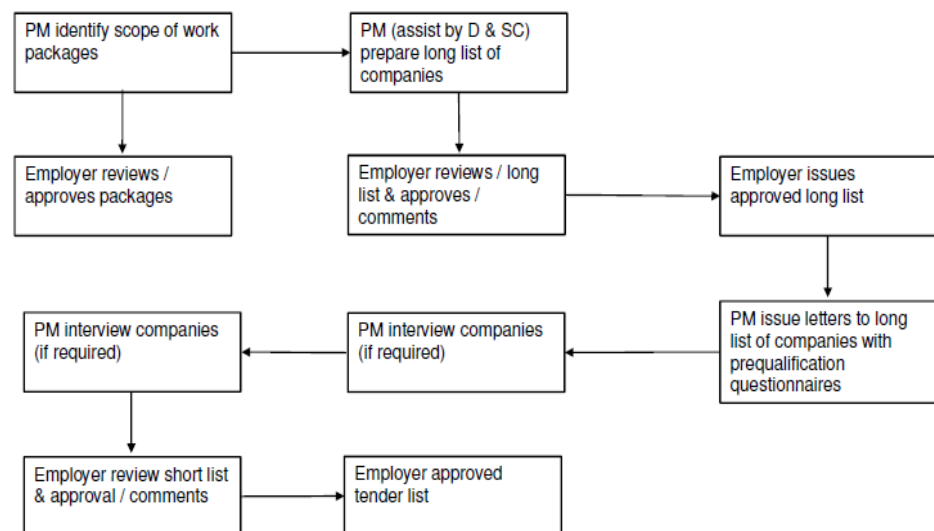 PM identify scope of work
packages
PM (assist by D & SC)
prepare long list of
companies
Employer reviews /
approves packages
Employer reviews / long
list & approves /
comments
Employer issues
approved long list
PM interview companies
(if required)
PM interview companies
(if required)
PM issue letters to long
list of companies with
prequalification
questionnaires
Employer review short list
& approval / comments
Employer approved
tender list